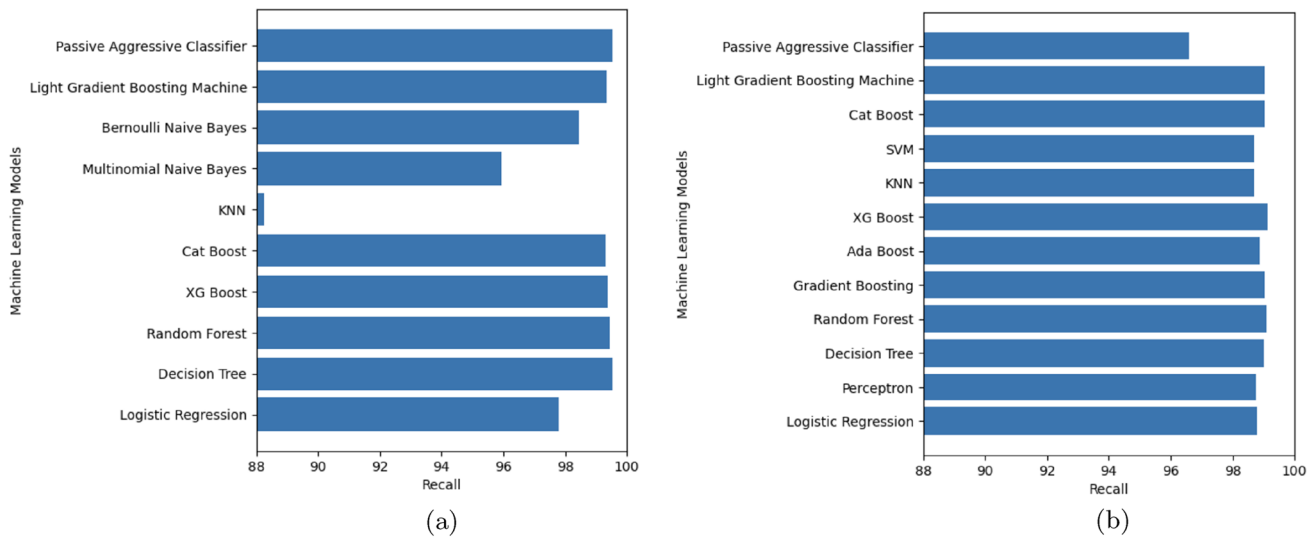 Machine Learning Models
Passive Aggressive Classifier
Light Gradient Boosting Machine
Bernoulli Naive Bayes
Multinomial Naive Bayes
KNN
Cat Boost
XG Boost
Random Forest
Decision Tree
Logistic Regression
88 90 92 94 96 98 100
Recall
(a)
Machine Learning Models
Passive Aggressive Classifier
Light Gradient Boosting Machine
Cat Boost
SVM
KNN
XG Boost
Ada Boost
Gradient Boosting
Random Forest
Decision Tree
Perceptron
Logistic Regression
88 90 92 94 96 98 100
Recall
(b)